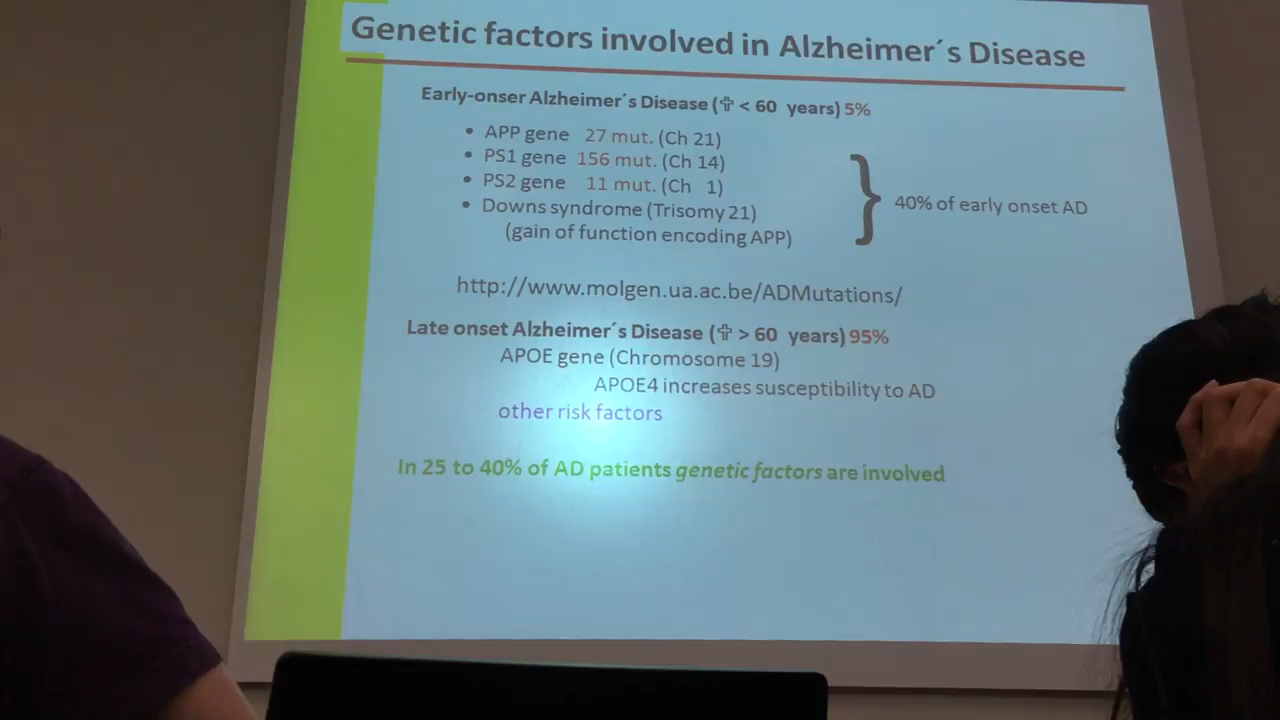 Genetic factors involved in Alzheimer´s Disease
Early-onser Alzheimer´s Disease (✞ < 60 years) 5%
• APP gene 27 mut. (Ch 21)
• PS1 gene 156 mut. (Ch 14)
• PS2 gene 11 mut. (Ch 1)
• Downs syndrome (Trisomy 21)
(gain of function encoding APP)
} 40% of early onset AD
http://www.molgen.ua.ac.be/ADMutations/
Late onset Alzheimer´s Disease (✞ > 60 years) 95%
APOE gene (Chromosome 19)
APOE4 increases susceptibility to AD
other risk factors
In 25 to 40% of AD patients genetic factors are involved